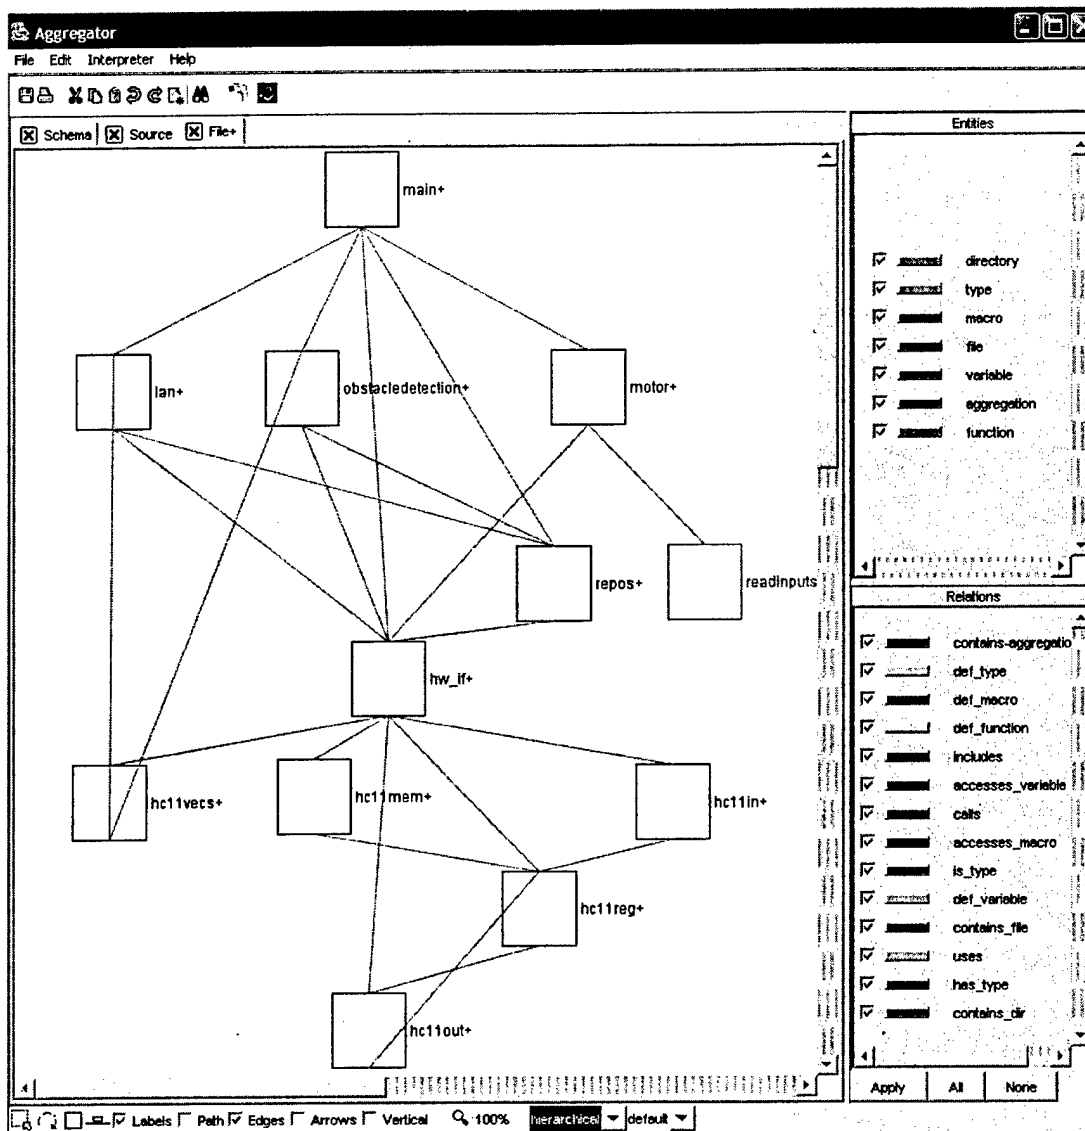 Aggregator
File Edit Interpreter Help
Schema Source File+
main+
lan+
obstacledetection+
motor+
repos+
readinputs
hw_if+
hc11vecs+
hc11mem+
hc11in+
hc11reg+
hc11out+
Entities
directory
type
macro
file
variable
aggregation
function
Relations
contains-aggregatio
def_type
def_macro
def_function
includes
accesses_variable
calls
accesses_macro
is_type
def_variable
contains_file
uses
has_type
contains_dir
Apply All None
Labels Path Edges Arrows Vertical 100% hierarchical default